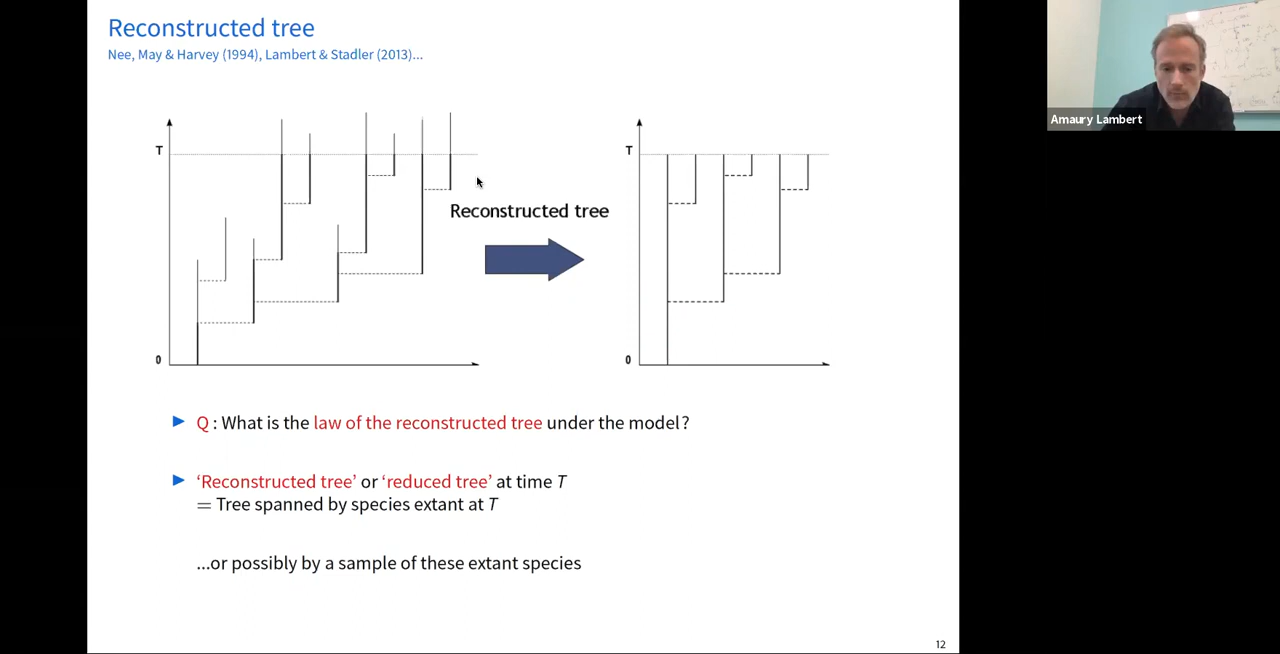 Reconstructed tree
Nee, May & Harvey (1994), Lambert & Stadler (2013)...
Amaury Lambert
T
0
Reconstructed tree
T
0
► Q : What is the law of the reconstructed tree under the model?
► ‘Reconstructed tree’ or ‘reduced tree’ at time T
= Tree spanned by species extant at T
...or possibly by a sample of these extant species
12